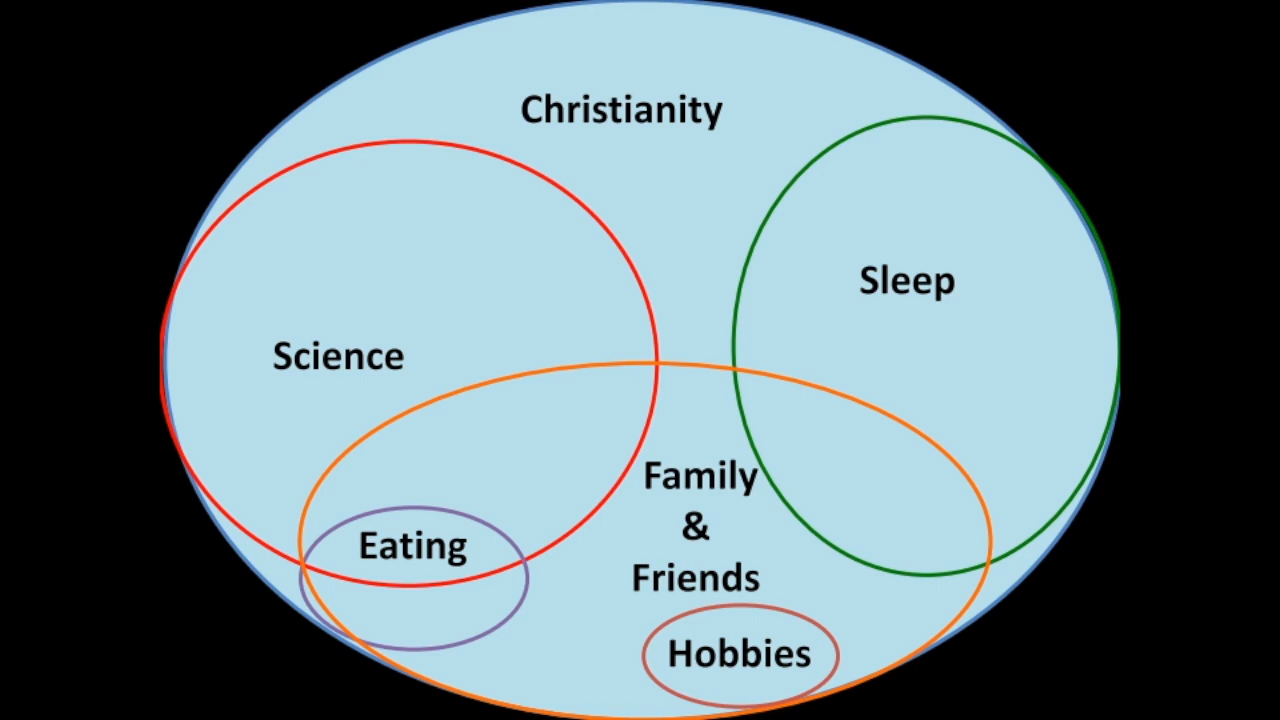 Christianity
Sleep
Science
Family
&
Friends
Eating
Hobbies